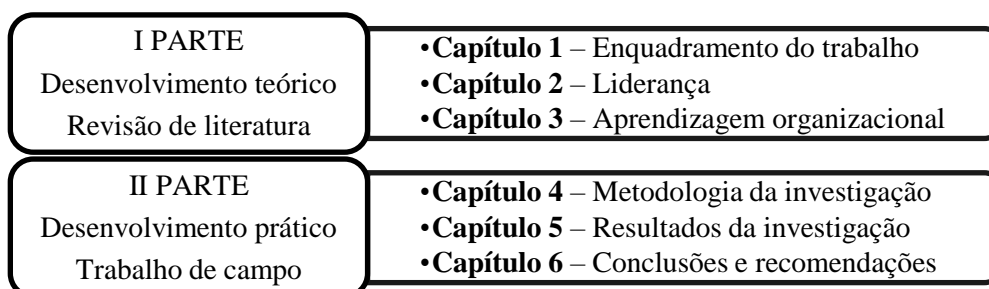 I PARTE
Desenvolvimento teórico
Revisão de literatura
•Capítulo 1 – Enquadramento do trabalho
•Capítulo 2 – Liderança
•Capítulo 3 – Aprendizagem organizacional
II PARTE
Desenvolvimento prático
Trabalho de campo
•Capítulo 4 – Metodologia da investigação
•Capítulo 5 – Resultados da investigação
•Capítulo 6 – Conclusões e recomendações